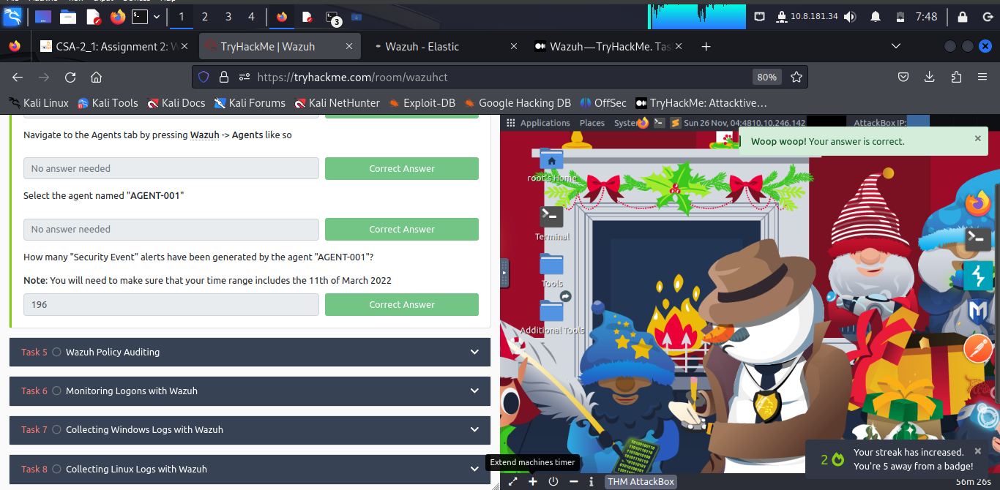 1 2 3 4 3 10.8.181.34 7:48
CSA-2_1: Assignment 2: W TryHackMe | Wazuh Wazuh - Elastic Wazuh — TryHackMe. Tas
https://tryhackme.com/room/wazuhct 80%
Kali Linux Kali Tools Kali Docs Kali Forums Kali NetHunter Exploit-DB Google Hacking DB OffSec TryHackMe: Attacktive…
Applications Places System Sun 26 Nov, 04:48 10.10.246.142 AttackBox IP:
Navigate to the Agents tab by pressing Wazuh -> Agents like so
Woop woop! Your answer is correct.
No answer needed Correct Answer
root's Home
Select the agent named "AGENT-001"
No answer needed Correct Answer
Terminal
How many "Security Event" alerts have been generated by the agent "AGENT-001"?
Note: You will need to make sure that your time range includes the 11th of March 2022
Tools
196 Correct Answer
Additional Tools
Task 5 Wazuh Policy Auditing
Task 6 Monitoring Logons with Wazuh
Task 7 Collecting Windows Logs with Wazuh
Task 8 Collecting Linux Logs with Wazuh
Extend machines timer
2 Your streak has increased.
You're 5 away from a badge!
THM AttackBox 56m 26s